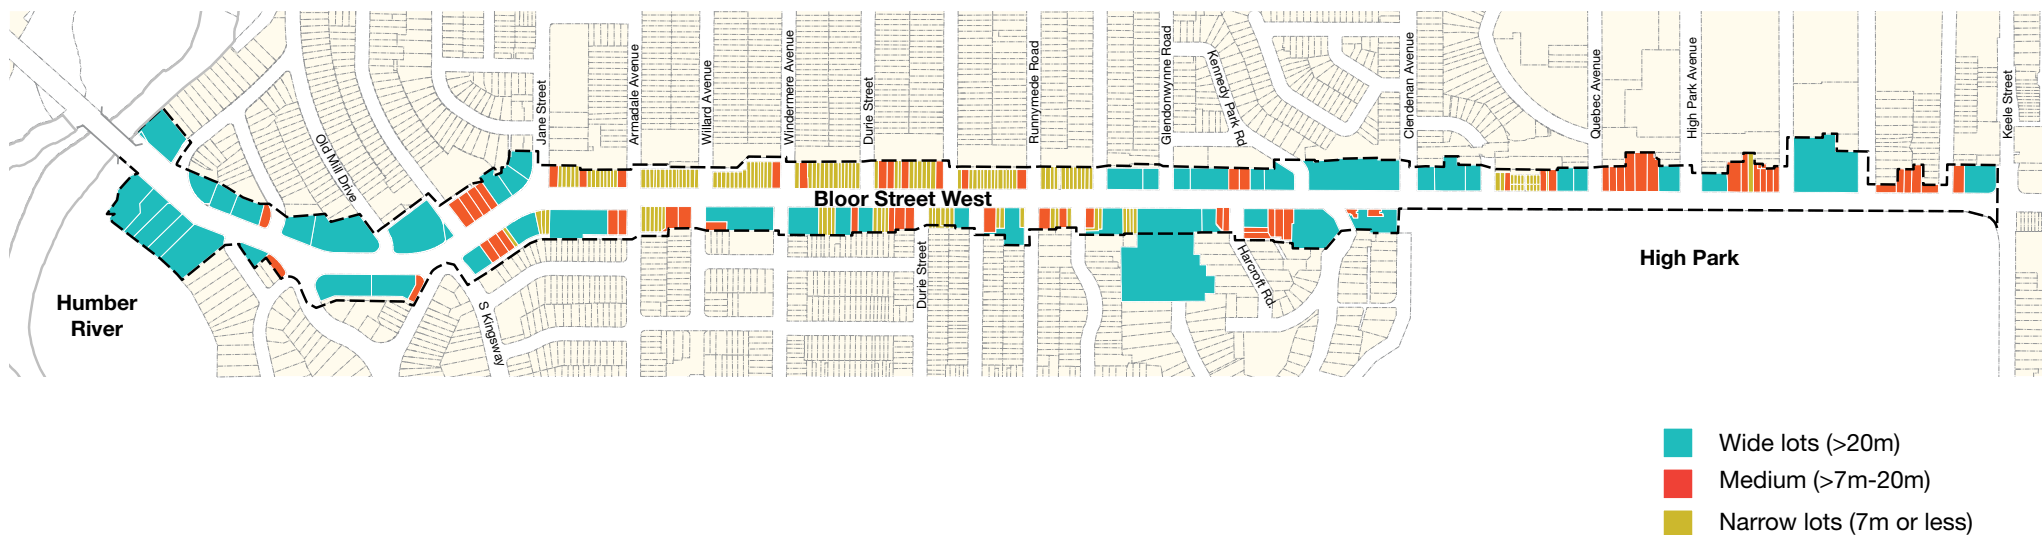 Old Mill Drive
Jane Street
Armadale Avenue
Willard Avenue
Windermere Avenue
Durie Street
Runnymede Road
Glendonwynne Road
Kennedy Park Rd
Clendenan Avenue
Quebec Avenue
High Park Avenue
Keele Street
Bloor Street West
Humber
River
S Kingsway
Durie Street
Harcroft Rd.
High Park
Wide lots (>20m)
Medium (>7m-20m)
Narrow lots (7m or less)